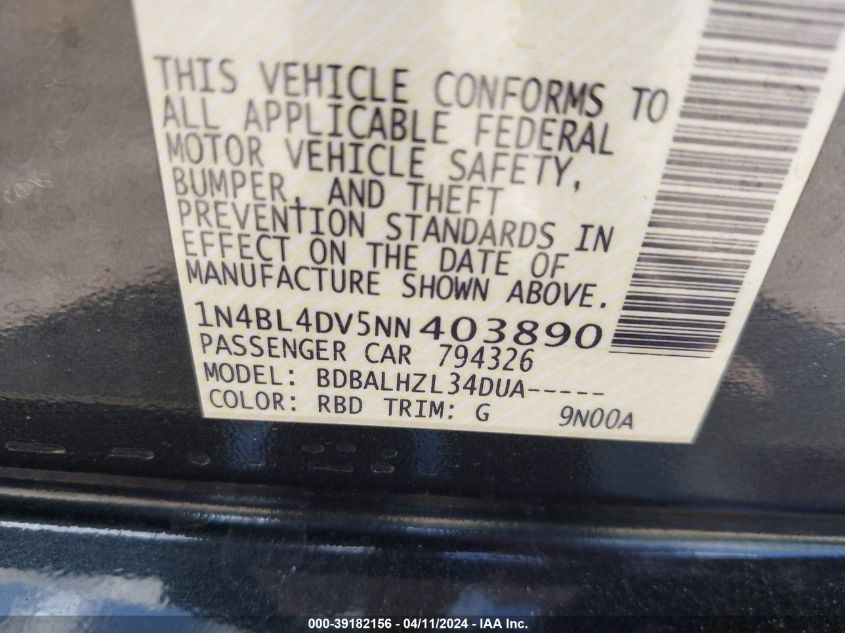 THIS VEHICLE CONFORMS TO
ALL APPLICABLE FEDERAL
MOTOR VEHICLE SAFETY,
BUMPER, AND THEFT
PREVENTION STANDARDS IN
EFFECT ON THE DATE OF
MANUFACTURE SHOWN ABOVE.
1N4BL4DV5NN403890
PASSENGER CAR 794326
MODEL: BDBALHZL34DUA-----
COLOR: RBD TRIM: G 9N00A
000-39182156 - 04/11/2024 - IAA Inc.